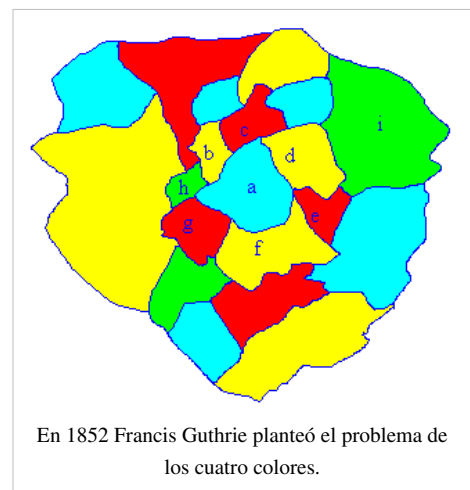 i
c
b
d
h
a
e
g
f
En 1852 Francis Guthrie planteó el problema de
los cuatro colores.